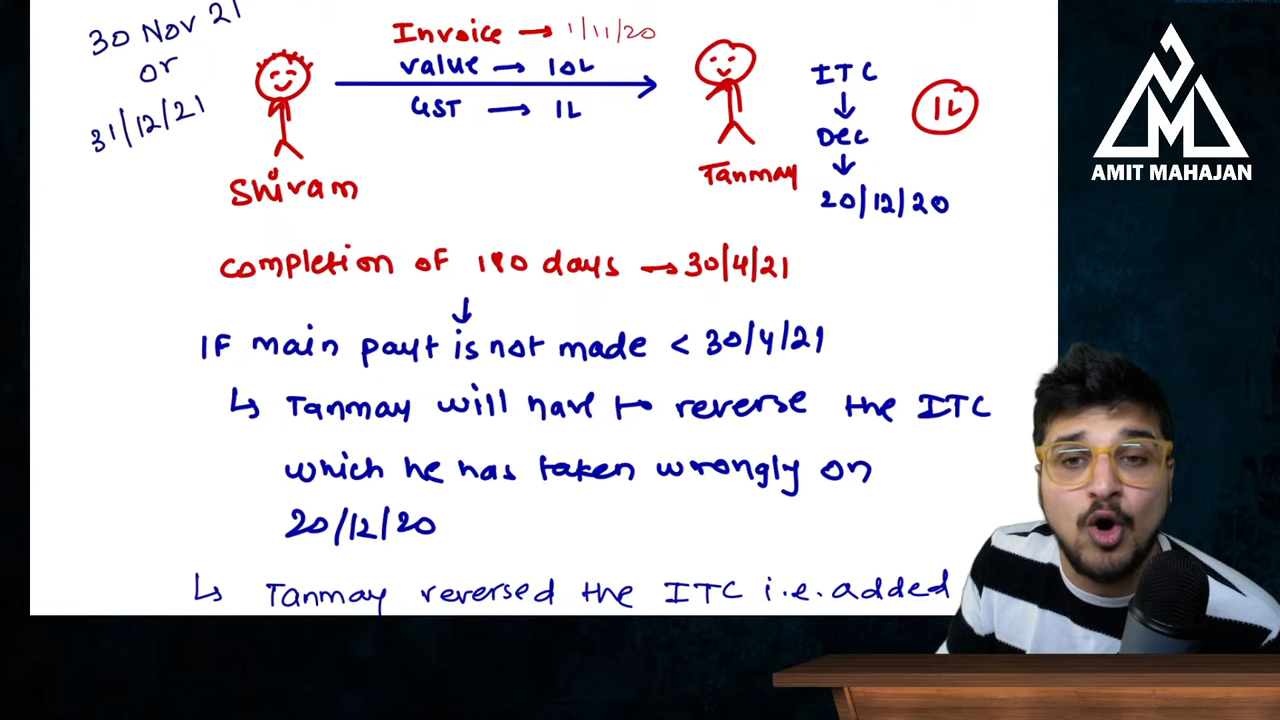 30 Nov 21
or
31/12/21
Invoice → 1/11/20
value → 10L
GST → 1L
Shivam
Tanmay
ITC
↓
Dec
↓
20/12/20
1L
AMIT MAHAJAN
completion of 180 days → 30/4/21
↓
IF main payt is not made < 30/4/21
↳ Tanmay will have to reverse the ITC
which he has taken wrongly on
20/12/20
↳ Tanmay reversed the ITC i.e. added